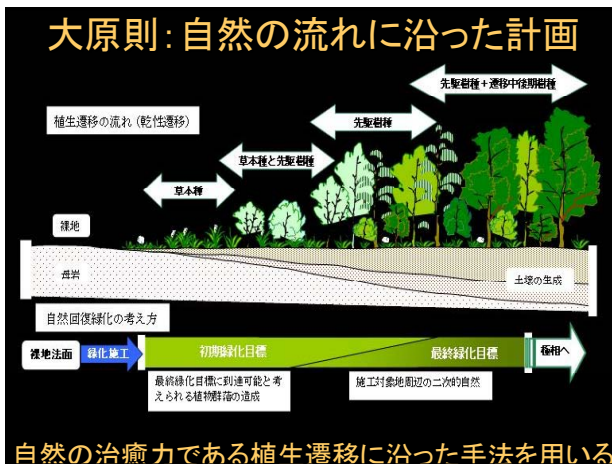 大原則：自然の流れに沿った計画
先駆樹種＋遷移中後期樹種
植生遷移の流れ（乾性遷移）
先駆樹種
草本種と先駆樹種
草本種
裸地
母岩
土壌の生成
自然回復緑化の考え方
裸地法面
緑化施工
初期緑化目標
最終緑化目標
極相へ
最終緑化目標に到達可能と考
えられる植物群落の造成
施工対象地周辺の二次的自然
自然の治癒力である植生遷移に沿った手法を用いる